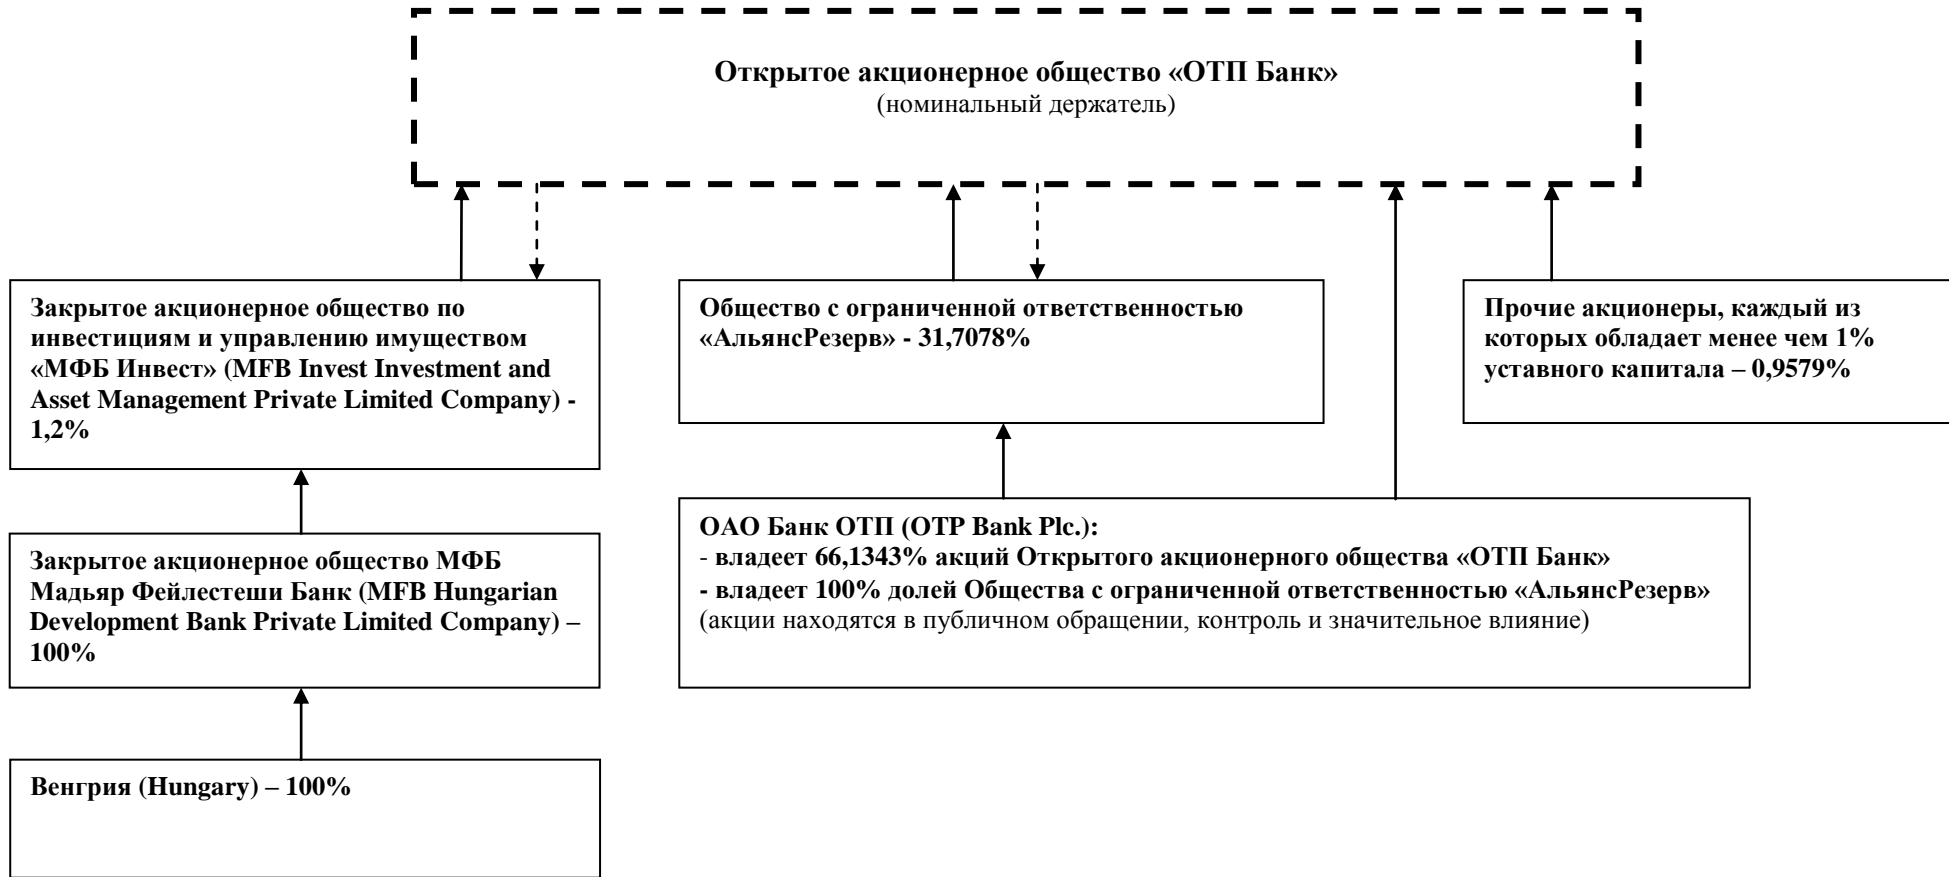 Открытое акционерное общество «ОТП Банк»
(номинальный держатель)
Закрытое акционерное общество по
инвестициям и управлению имуществом
«МФБ Инвест» (MFB Invest Investment and
Asset Management Private Limited Company) -
1,2%
Общество с ограниченной ответственностью
«АльянсРезерв» - 31,7078%
Прочие акционеры, каждый из
которых обладает менее чем 1%
уставного капитала – 0,9579%
Закрытое акционерное общество МФБ
Мадьяр Фейлестеши Банк (MFB Hungarian
Development Bank Private Limited Company) –
100%
ОАО Банк ОТП (OTP Bank Plc.):
- владеет 66,1343% акций Открытого акционерного общества «ОТП Банк»
- владеет 100% долей Общества с ограниченной ответственностью «АльянсРезерв»
(акции находятся в публичном обращении, контроль и значительное влияние)
Венгрия (Hungary) – 100%